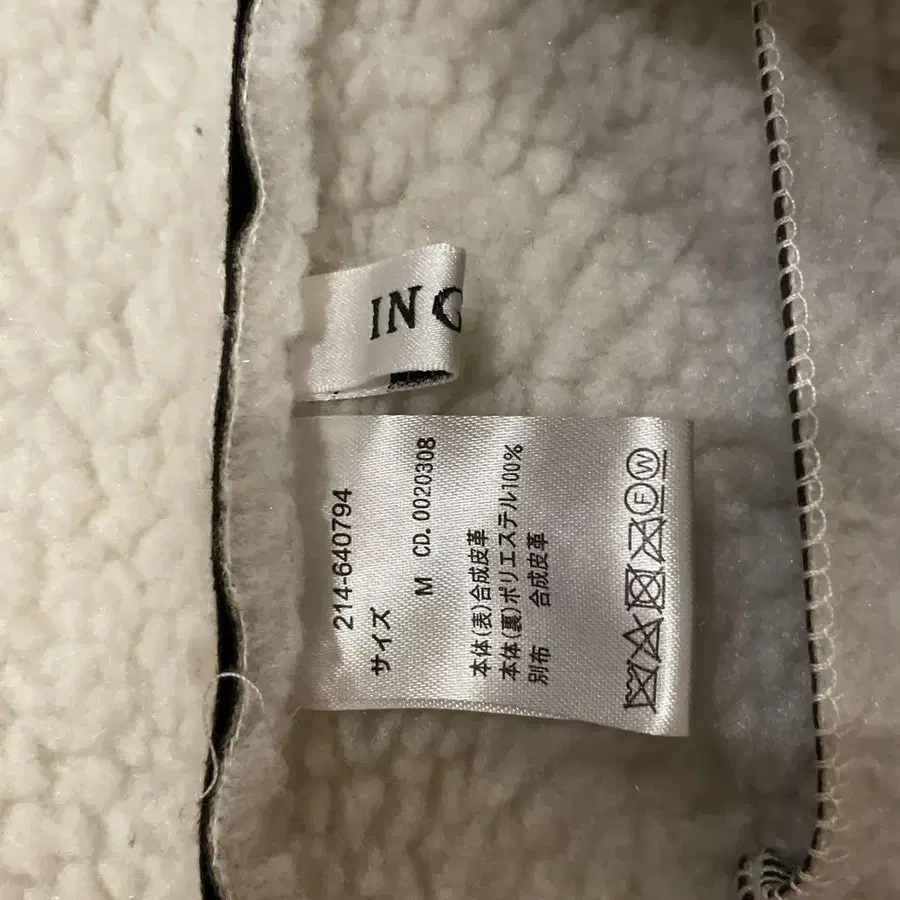 IN
214-640794
サイズ
M CD.0020308
本体(表)合成皮革
本体(裏)ポリエステル100%
別布 合成皮革
F W